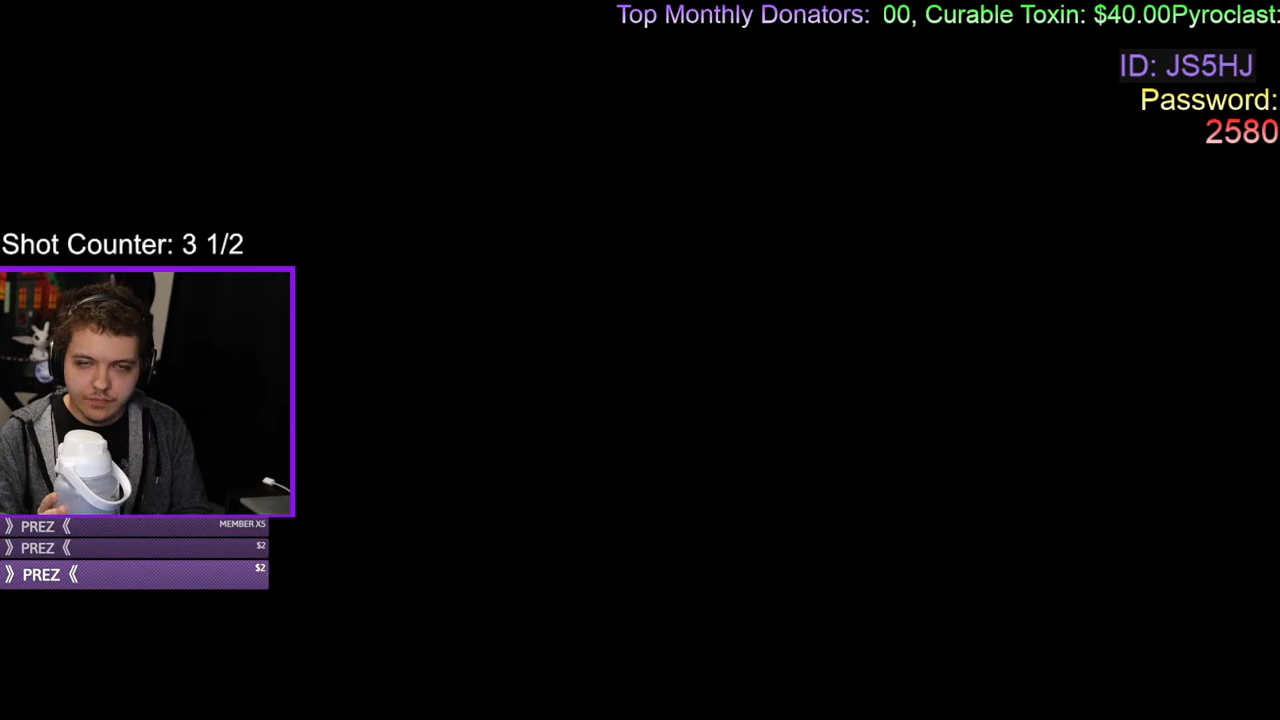 Top Monthly Donators: 00, Curable Toxin: $40.00Pyroclast:
ID: JS5HJ
Password:
2580
Shot Counter: 3 1/2
》 PREZ 《 MEMBER X5
》 PREZ 《 $2
》 PREZ 《 $2